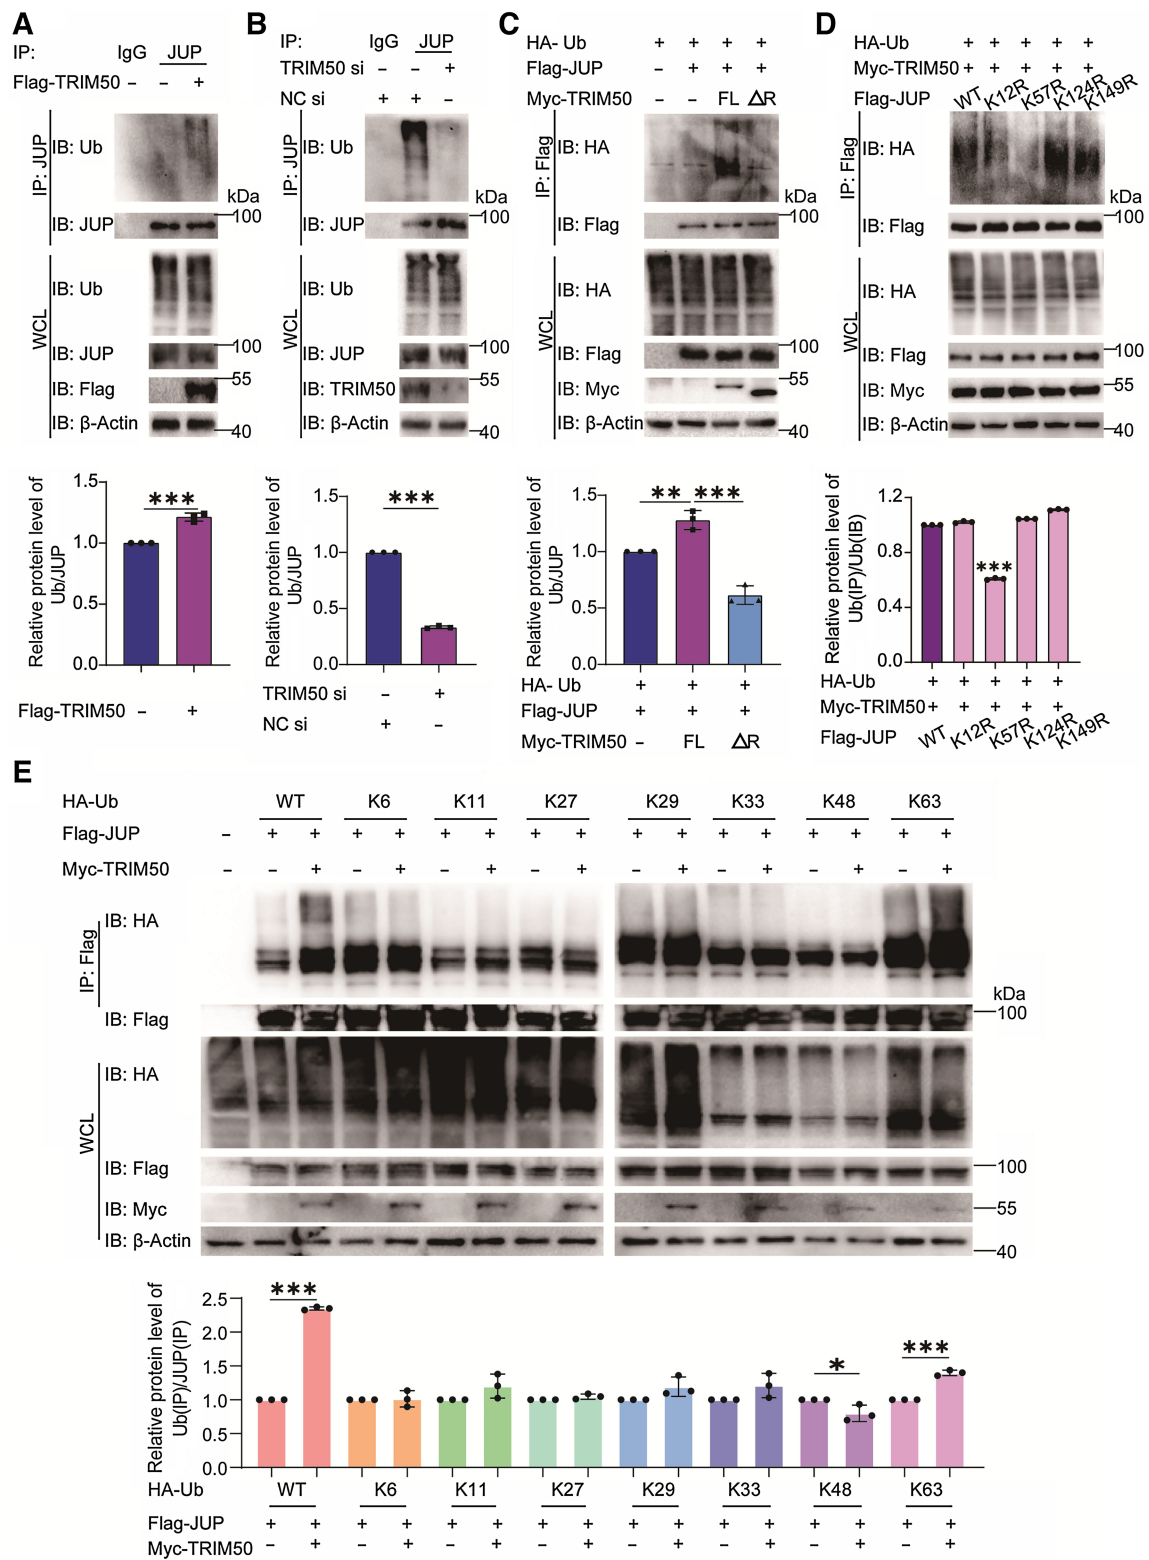 A
IP: IgG JUP
Flag-TRIM50 – – +
IP: JUP
IB: Ub
kDa
IB: JUP 100
WCL
IB: Ub
IB: JUP 100
IB: Flag 55
IB: β-Actin 40
Relative protein level of
Ub/JUP
1.5
1.0
0.5
0.0
***
Flag-TRIM50 – +
B
IP: IgG JUP
TRIM50 si – – +
NC si + + –
IP: JUP
IB: Ub
kDa
IB: JUP 100
WCL
IB: Ub
IB: JUP 100
IB: TRIM50 55
IB: β-Actin 40
Relative protein level of
Ub/JUP
1.5
1.0
0.5
0.0
***
TRIM50 si – +
NC si + –
C
HA- Ub + + + +
Flag-JUP – + + +
Myc-TRIM50 – – FL △R
IP: Flag
IB: HA
kDa
IB: Flag 100
WCL
IB: HA
IB: Flag 100
IB: Myc 55
IB: β-Actin 40
Relative protein level of
Ub/JUP
1.5
1.0
0.5
0.0
** ***
HA- Ub + + +
Flag-JUP + + +
Myc-TRIM50 – FL △R
D
HA-Ub + + + + +
Myc-TRIM50 + + + + +
Flag-JUP WT K12R K57R K124R K149R
IP: Flag
IB: HA
kDa
IB: Flag 100
WCL
IB: HA
IB: Flag 100
IB: Myc 55
IB: β-Actin 40
Relative protein level of
Ub(IP)/Ub(IB)
1.2
0.8
0.4
0.0
***
HA-Ub + + + + +
Myc-TRIM50 + + + + +
Flag-JUP WT K12R K57R K124R K149R
E
HA-Ub WT K6 K11 K27 K29 K33 K48 K63
Flag-JUP – + + + + + + + + + + + + + + + +
Myc-TRIM50 – – + – + – + – + – + – + – + – +
IP: Flag
IB: HA
kDa
IB: Flag 100
WCL
IB: HA
IB: Flag 100
IB: Myc 55
IB: β-Actin 40
Relative protein level of
Ub(IP)/JUP(IP)
2.5
2.0
1.5
1.0
0.5
0.0
*** * ***
HA-Ub WT K6 K11 K27 K29 K33 K48 K63
Flag-JUP + + + + + + + + + + + + + + + +
Myc-TRIM50 – + – + – + – + – + – + – + – +